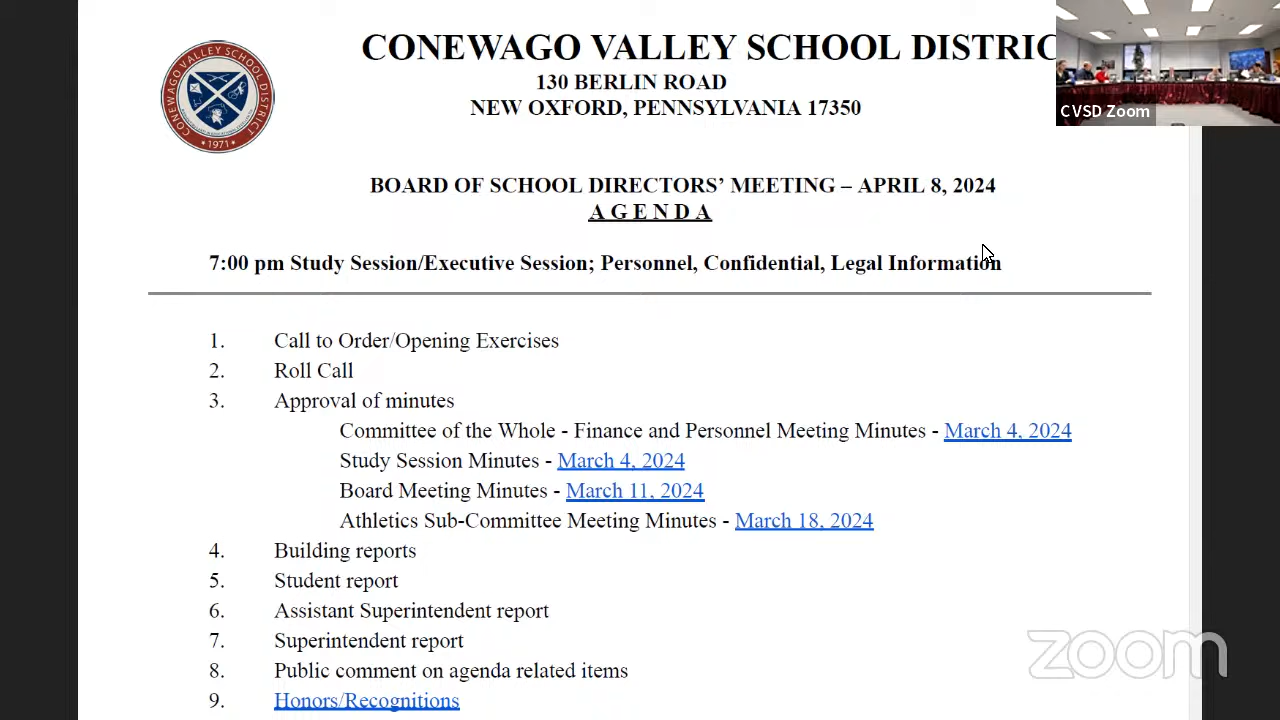 CONEWAGO VALLEY SCHOOL DISTRIC
130 BERLIN ROAD
NEW OXFORD, PENNSYLVANIA 17350
CONEWAGO VALLEY SCHOOL DISTRICT
1971
CVSD Zoom
BOARD OF SCHOOL DIRECTORS’ MEETING – APRIL 8, 2024
A G E N D A
7:00 pm Study Session/Executive Session; Personnel, Confidential, Legal Information
1. Call to Order/Opening Exercises
2. Roll Call
3. Approval of minutes
Committee of the Whole - Finance and Personnel Meeting Minutes - March 4, 2024
Study Session Minutes - March 4, 2024
Board Meeting Minutes - March 11, 2024
Athletics Sub-Committee Meeting Minutes - March 18, 2024
4. Building reports
5. Student report
6. Assistant Superintendent report
7. Superintendent report
8. Public comment on agenda related items
9. Honors/Recognitions
zoom